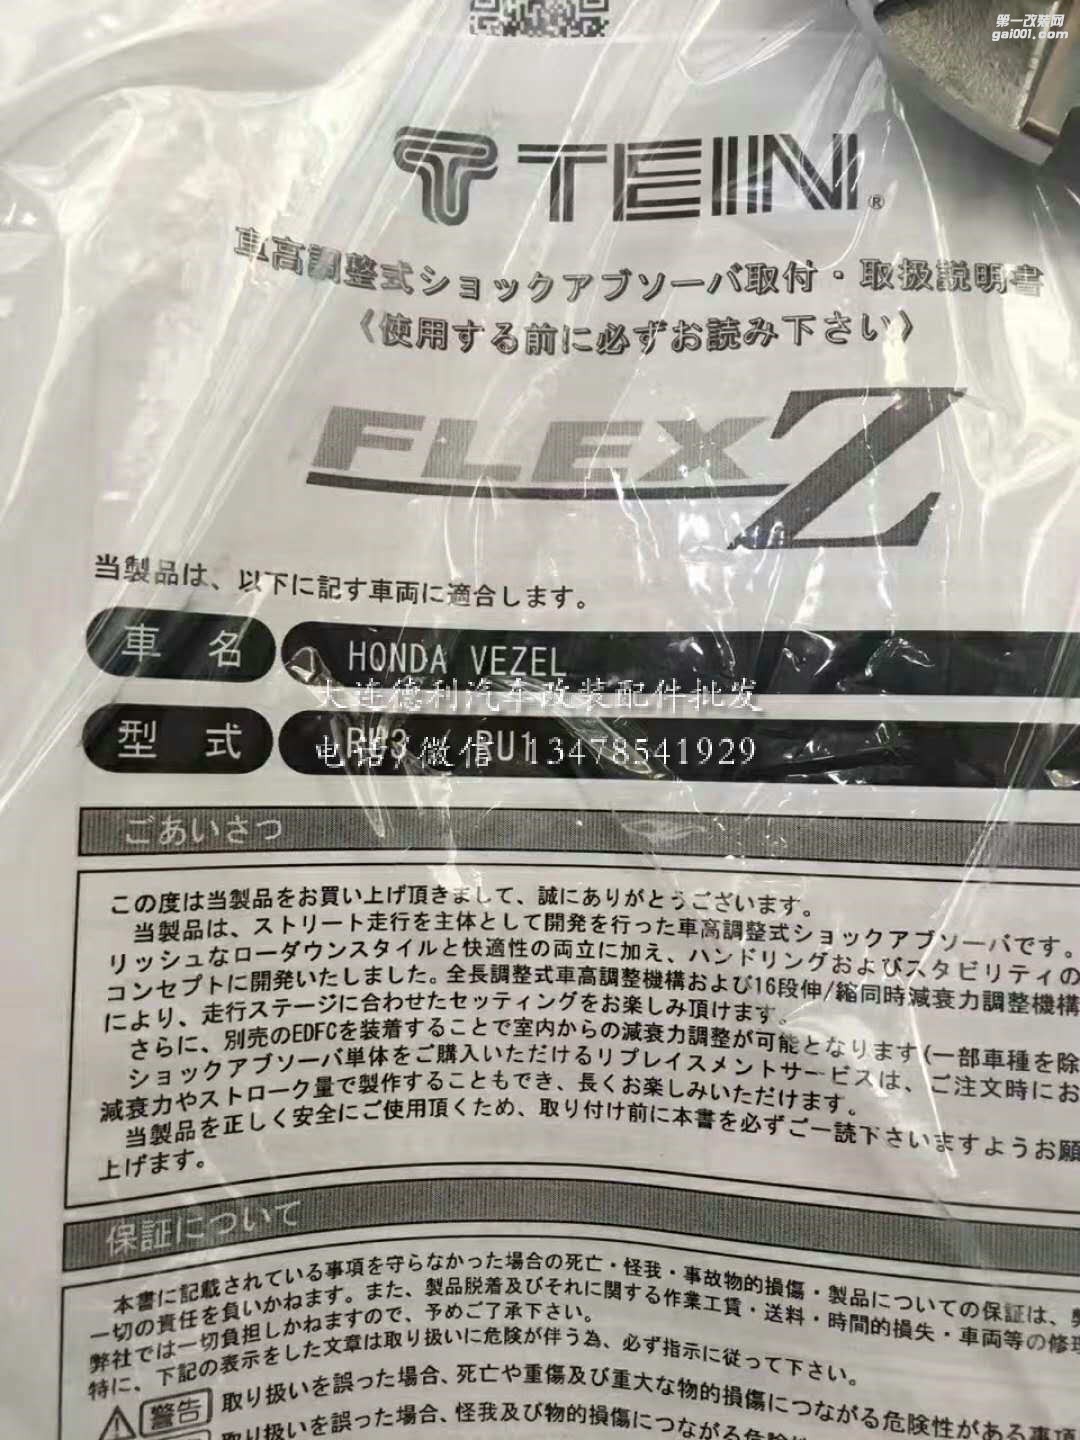 第一改装网
gai001.com
TEIN®
車高調整式ショックアブソーバ取付・取扱説明書
〈使用する前に必ずお読み下さい〉
FLEX Z
当製品は、以下に記す車両に適合します。
車名 HONDA VEZEL
大连德利汽车改装配件批发
型式 RU3 / RU1
电话/微信 13478541929
ごあいさつ
この度は当製品をお買い上げ頂きまして、誠にありがとうございます。
当製品は、ストリート走行を主体として開発を行った車高調整式ショックアブソーバです。
リッシュなローダウンスタイルと快適性の両立に加え、ハンドリングおよびスタビリティの
コンセプトに開発いたしました。全長調整式車高調整機構および16段伸/縮同時減衰力調整機構
により、走行ステージに合わせたセッティングをお楽しみ頂けます。
さらに、別売のEDFCを装着することで室内からの減衰力調整が可能となります(一部車種を除
ショックアブソーバ単体をご購入いただけるリプレイスメントサービスは、ご注文時にお
減衰力やストローク量で製作することもでき、長くお楽しみいただけます。
当製品を正しく安全にご使用頂くため、取り付け前に本書を必ずご一読下さいますようお願
上げます。
保証について
本書に記載されている事項を守らなかった場合の死亡・怪我・事故物的損傷・製品についての保証は、弊
一切の責任を負いかねます。また、製品脱着及びそれに関する作業工賃・送料・時間的損失・車両等の修理
弊社では一切負担しかねますので、予めご了承下さい。
特に、下記の表示をした文章は取り扱いに危険が伴う為、必ず指示に従って下さい。
警告 取り扱いを誤った場合、死亡や重傷及び重大な物的損傷につながる危険性がある事項
取り扱いを誤った場合、怪我及び物的損傷につながる危険